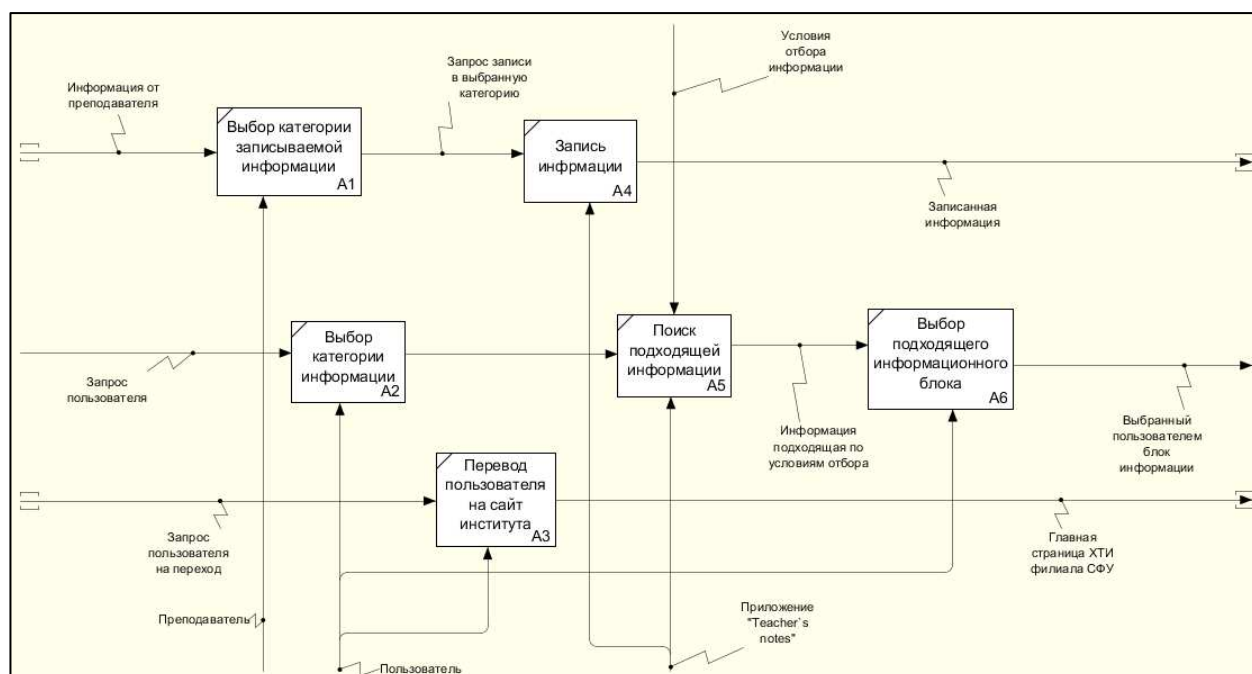 Условия
отбора
информации
Запрос записи
в выбранную
категорию
Информация от
преподавателя
Выбор категории
записываемой
информации
A1
Запись
инфрмации
A4
Записанная
информация
Выбор
категории
информации
A2
Поиск
подходящей
информации
A5
Выбор
подходящего
информационного
блока
A6
Запрос
пользователя
Информация
подходящая по
условиям отбора
Выбранный
пользователем
блок
информации
Перевод
пользователя
на сайт
института
A3
Запрос
пользователя
на переход
Главная
страница ХТИ
филиала СФУ
Преподаватель
Пользователь
Приложение
"Teacher`s
notes"